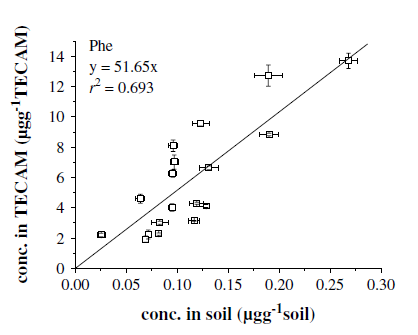 Phe
y = 51.65x
r² = 0.693
conc. in TECAM (µgg⁻¹TECAM)
14
12
10
8
6
4
2
0
0.00 0.05 0.10 0.15 0.20 0.25 0.30
conc. in soil (µgg⁻¹soil)